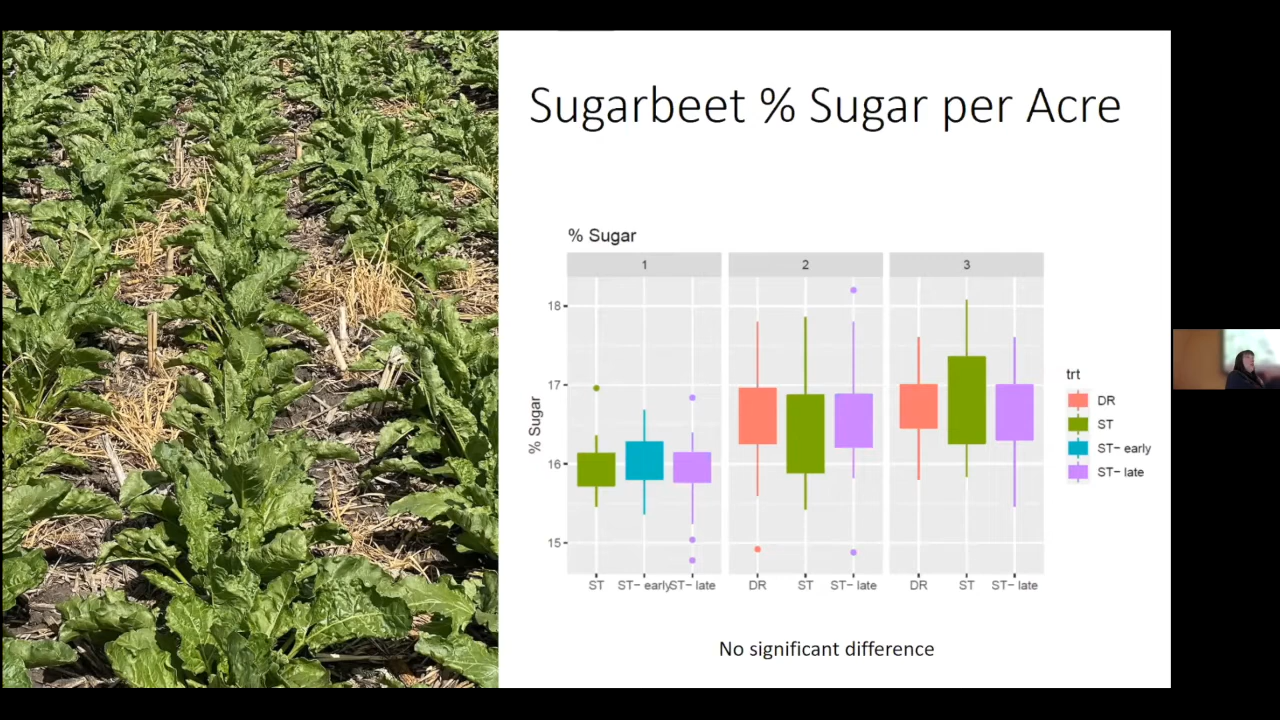 Sugarbeet % Sugar per Acre
% Sugar
1 2 3
% Sugar
18
17
16
15
ST ST- early ST- late DR ST ST- late DR ST ST- late
trt
DR
ST
ST- early
ST- late
No significant difference